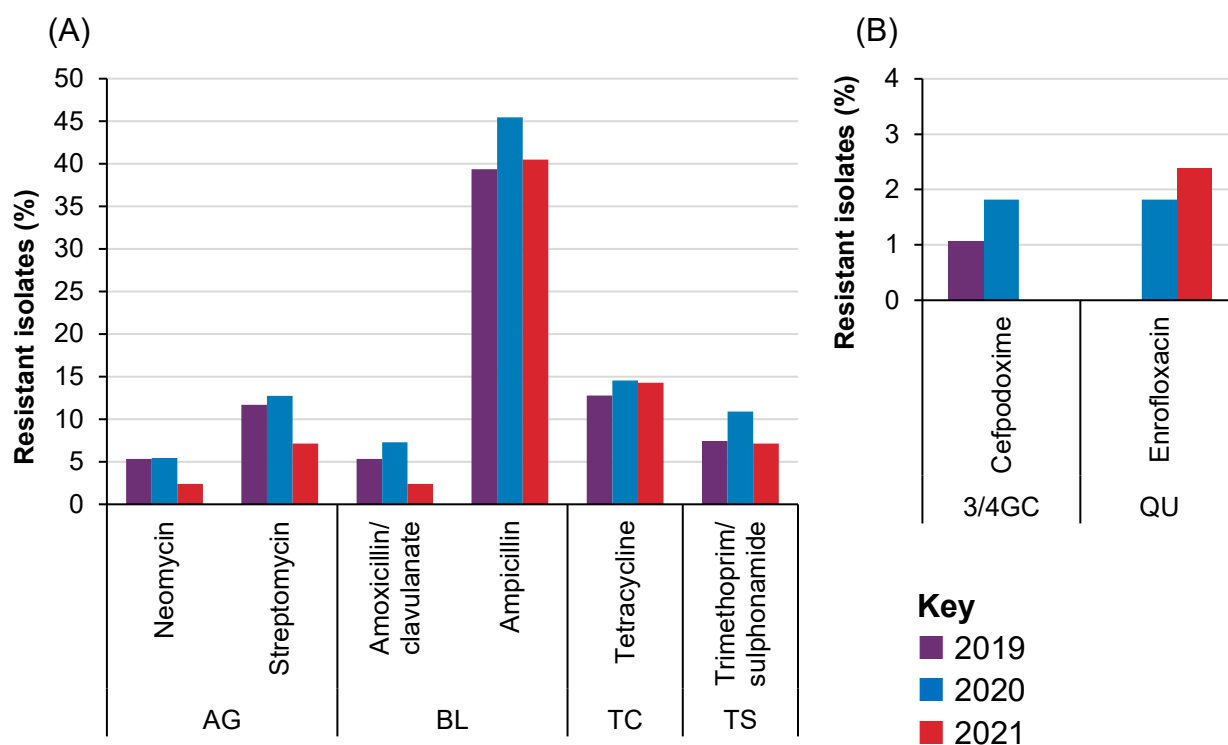 (A)
Resistant isolates (%)
50
45
40
35
30
25
20
15
10
5
0
Neomycin
Streptomycin
Amoxicillin/
clavulanate
Ampicillin
Tetracycline
Trimethoprim/
sulphonamide
AG
BL
TC
TS
(B)
Resistant isolates (%)
4
3
2
1
0
Cefpodoxime
Enrofloxacin
3/4GC
QU
Key
2019
2020
2021